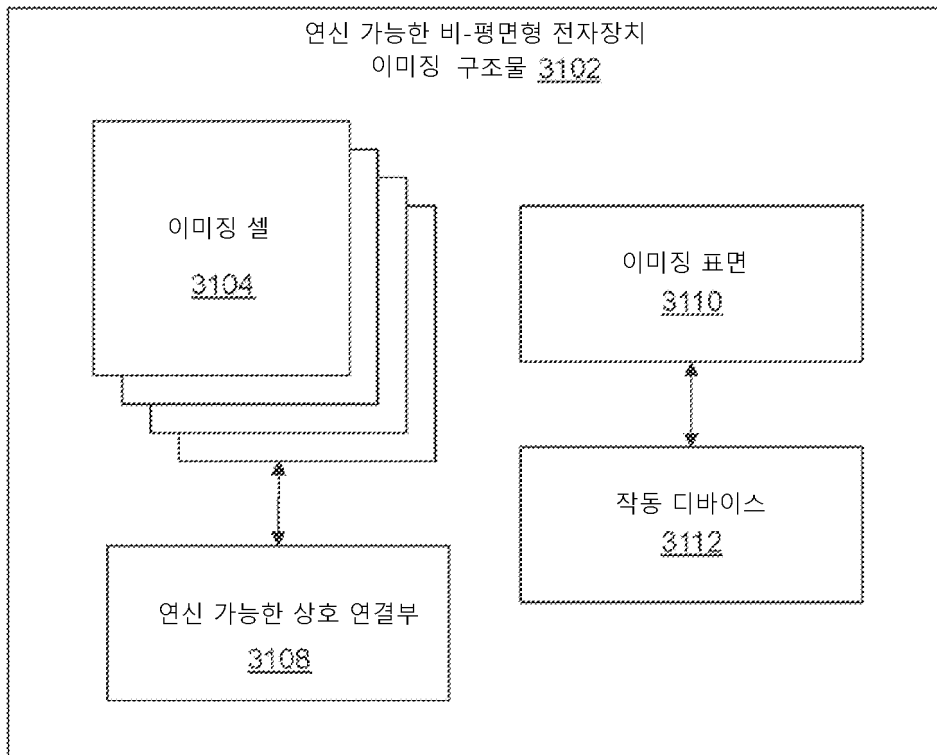 연신 가능한 비-평면형 전자장치
이미징 구조물 3102
이미징 셀
3104
이미징 표면
3110
작동 디바이스
3112
연신 가능한 상호 연결부
3108